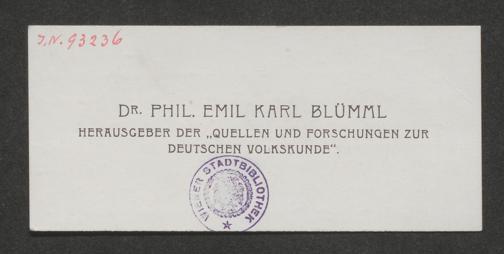 J.N. 93236
DR. PHIL. EMIL KARL BLÜMML
HERAUSGEBER DER „QUELLEN UND FORSCHUNGEN ZUR
DEUTSCHEN VOLKSKUNDE“.
WIENER STADTBIBLIOTHEK